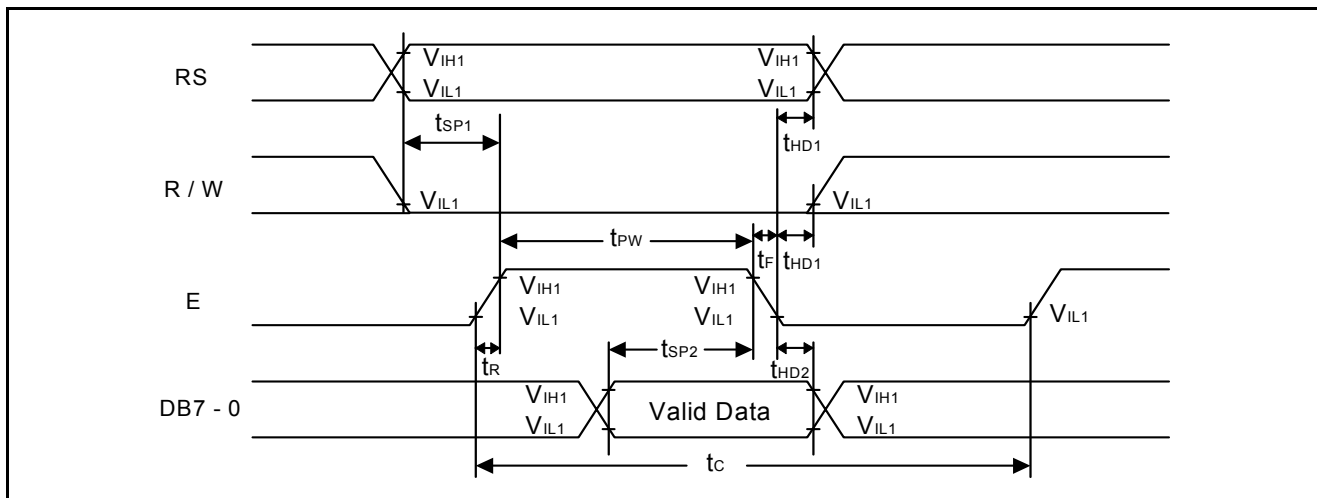 RS
VIH1
VIL1
VIH1
VIL1
tSP1
tHD1
R / W
VIL1
VIL1
tPW
tF
tHD1
E
VIH1
VIL1
VIH1
VIL1
VIL1
tR
tSP2
tHD2
DB7 - 0
VIH1
VIL1
Valid Data
VIH1
VIL1
tC